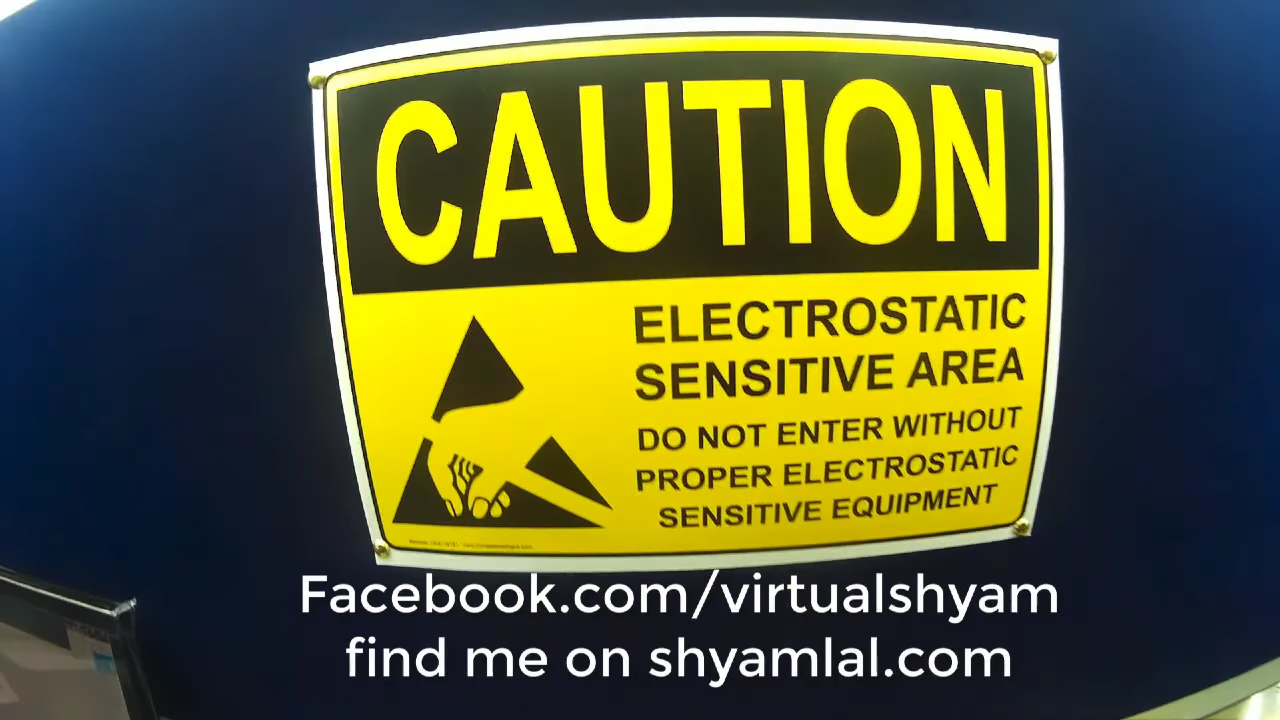 CAUTION
ELECTROSTATIC
SENSITIVE AREA
DO NOT ENTER WITHOUT
PROPER ELECTROSTATIC
SENSITIVE EQUIPMENT
Facebook.com/virtualshyam
find me on shyamlal.com